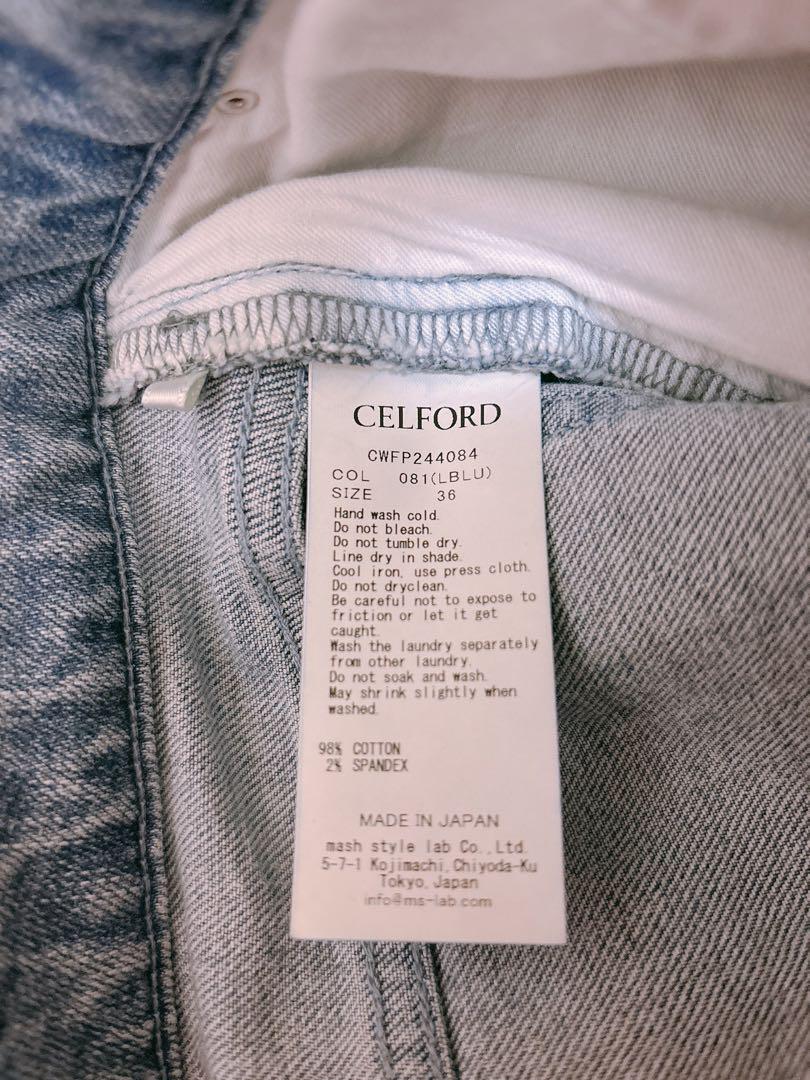 CELFORD
CWFP244084
COL 081(LBLU)
SIZE 36
Hand wash cold.
Do not bleach.
Do not tumble dry.
Line dry in shade.
Cool iron, use press cloth.
Do not dryclean.
Be careful not to expose to
friction or let it get
caught.
Wash the laundry separately
from other laundry.
Do not soak and wash.
May shrink slightly when
washed.
98% COTTON
2% SPANDEX
MADE IN JAPAN
mash style lab Co.,Ltd.
5-7-1 Kojimachi,Chiyoda-Ku
Tokyo,Japan
info@ms-lab.com